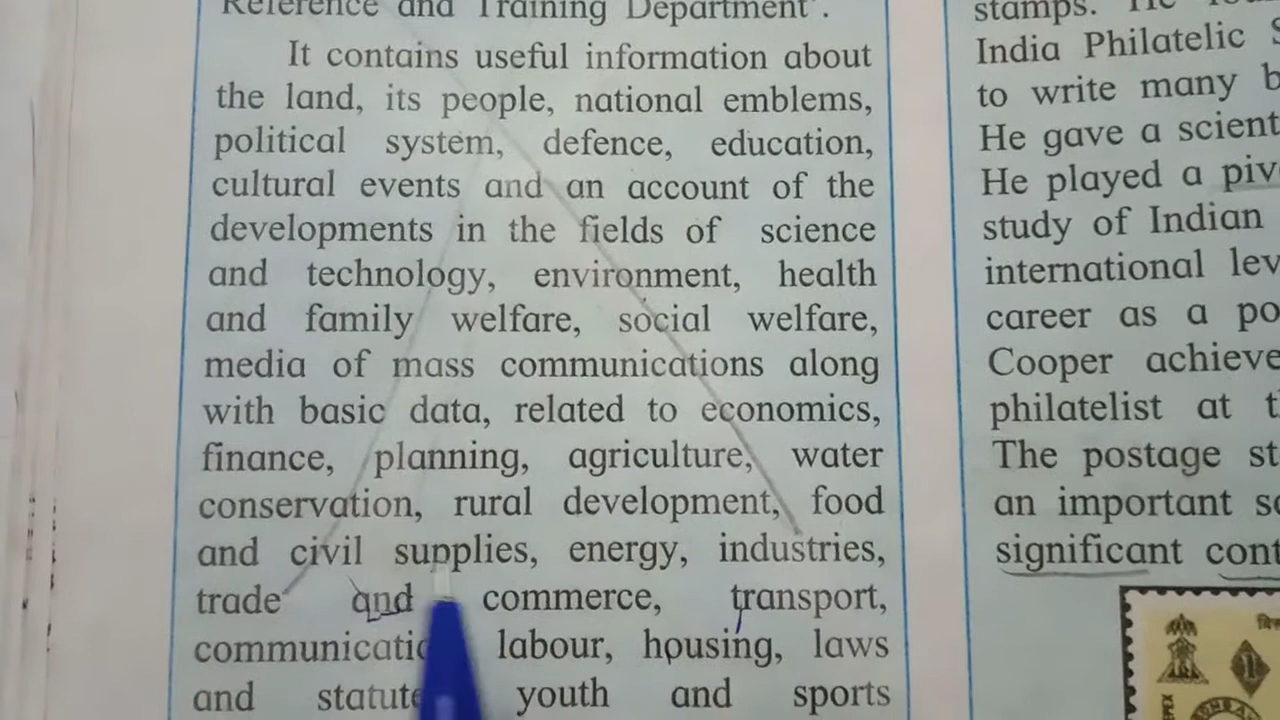 Reference and Training Department'.
It contains useful information about
the land, its people, national emblems,
political system, defence, education,
cultural events and an account of the
developments in the fields of science
and technology, environment, health
and family welfare, social welfare,
media of mass communications along
with basic data, related to economics,
finance, planning, agriculture, water
conservation, rural development, food
and civil supplies, energy, industries,
trade and commerce, transport,
communicatio labour, housing, laws
and statute youth and sports
stamps. He
India Philatelic S
to write many b
He gave a scient
He played a piv
study of Indian
international lev
career as a po
Cooper achieve
philatelist at t
The postage st
an important so
significant cont